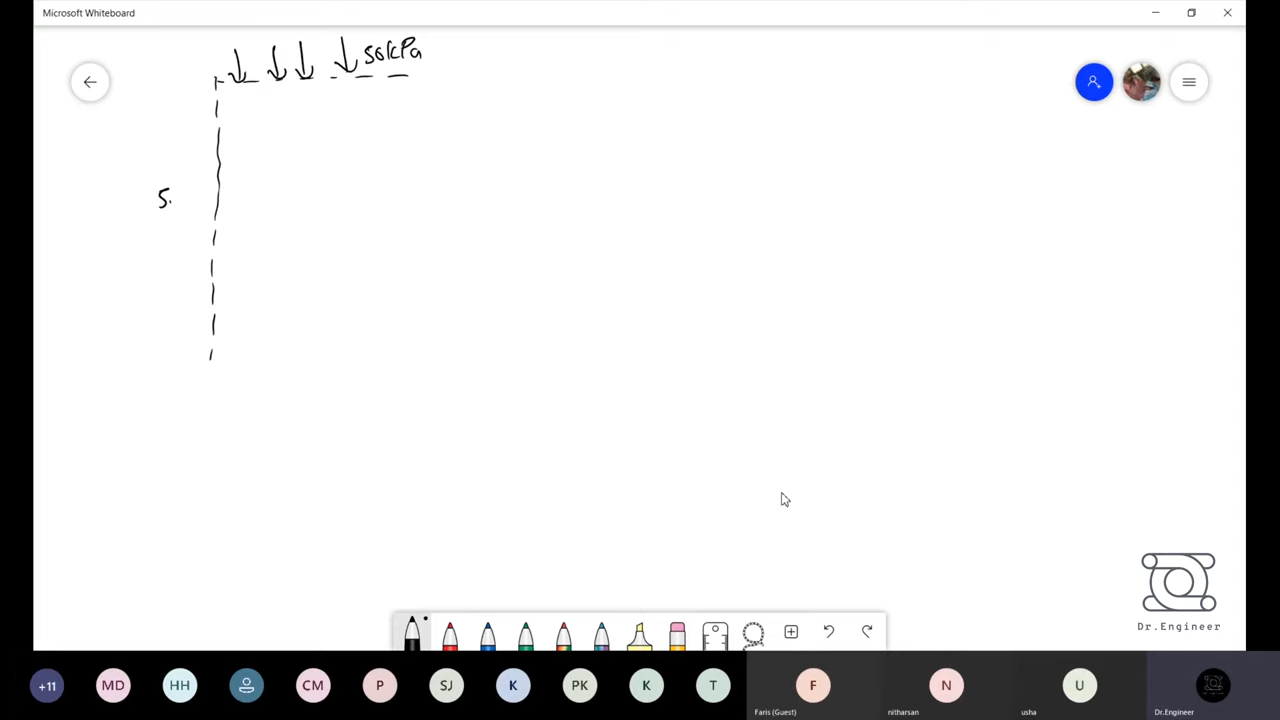 Microsoft Whiteboard
50kPa
5.
Dr.Engineer
+11
MD
HH
CM
P
SJ
K
PK
K
T
F
N
U
Faris (Guest)
nitharsan
usha
Dr.Engineer